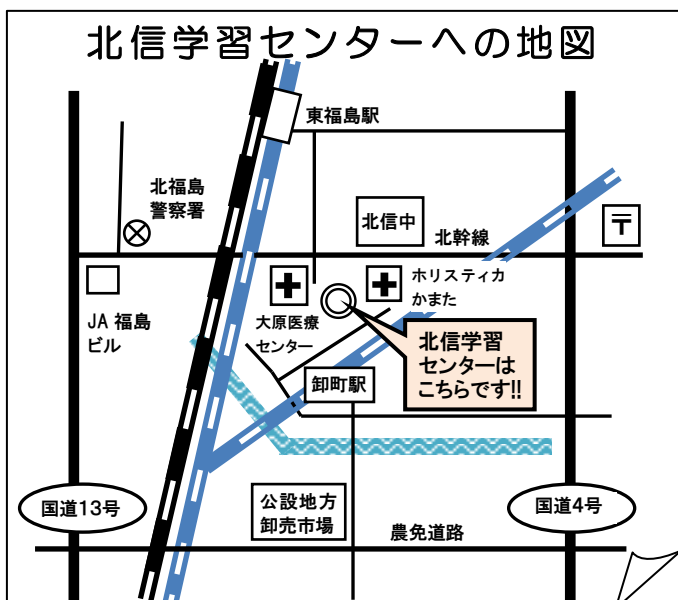 北信学習センターへの地図
東福島駅
北福島
警察署
北信中
〒
北幹線
ホリスティカ
かまた
JA 福島
ビル
大原医療
センター
北信学習
センターは
こちらです!!
卸町駅
国道13号
公設地方
卸売市場
国道4号
農免道路